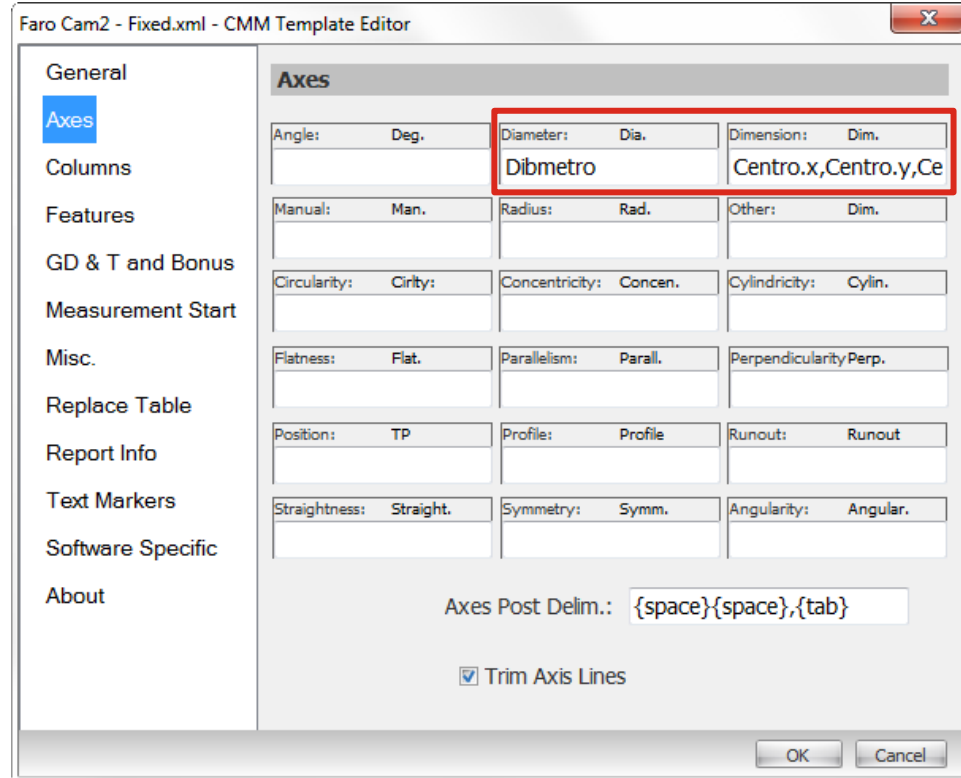 Faro Cam2 - Fixed.xml - CMM Template Editor
General
Axes
Columns
Features
GD & T and Bonus
Measurement Start
Misc.
Replace Table
Report Info
Text Markers
Software Specific
About
Axes
Angle: Deg. Diameter: Dia. Dimension: Dim.
Dibmetro Centro.x,Centro.y,Ce
Manual: Man. Radius: Rad. Other: Dim.
Circularity: Cirlty: Concentricity: Concen. Cylindricity: Cylin.
Flatness: Flat. Parallelism: Parall. Perpendicularity Perp.
Position: TP Profile: Profile Runout: Runout
Straightness: Straight. Symmetry: Symm. Angularity: Angular.
Axes Post Delim.: {space}{space},{tab}
Trim Axis Lines
OK Cancel